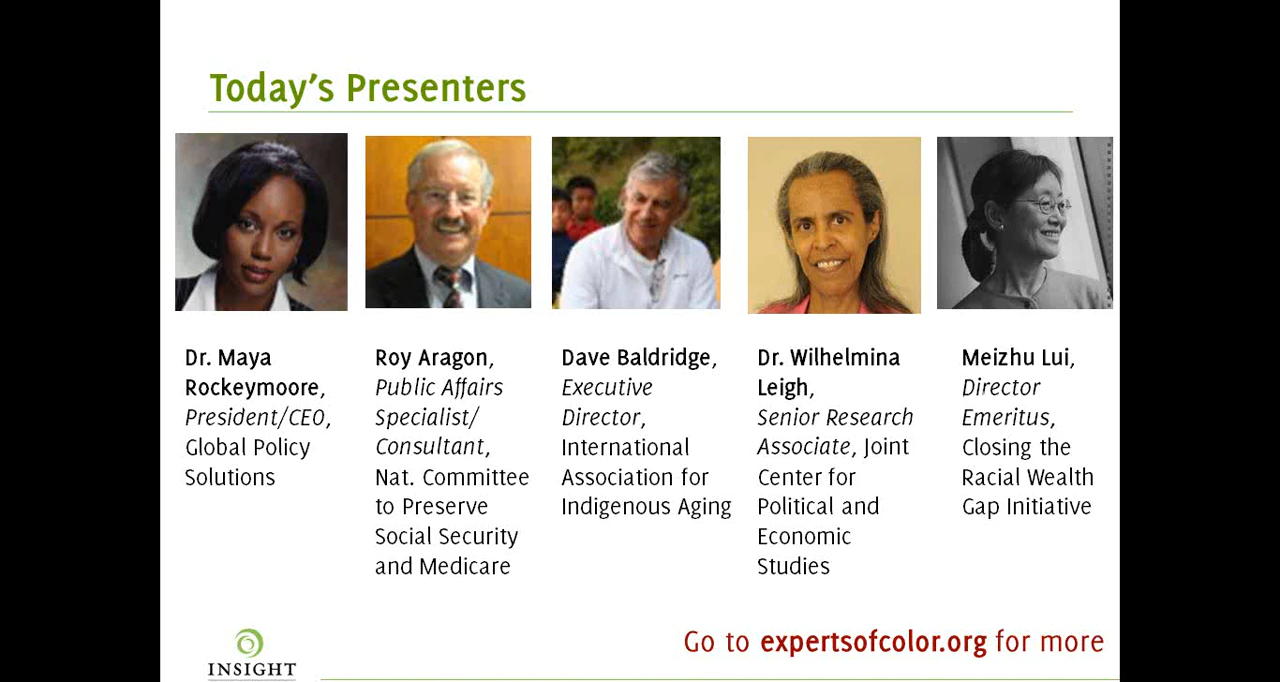 Today's Presenters
Dr. Maya
Rockeymoore,
President/CEO,
Global Policy
Solutions
Roy Aragon,
Public Affairs
Specialist/
Consultant,
Nat. Committee
to Preserve
Social Security
and Medicare
Dave Baldridge,
Executive
Director,
International
Association for
Indigenous Aging
Dr. Wilhelmina
Leigh,
Senior Research
Associate, Joint
Center for
Political and
Economic
Studies
Meizhu Lui,
Director
Emeritus,
Closing the
Racial Wealth
Gap Initiative
INSIGHT
Go to expertsofcolor.org for more